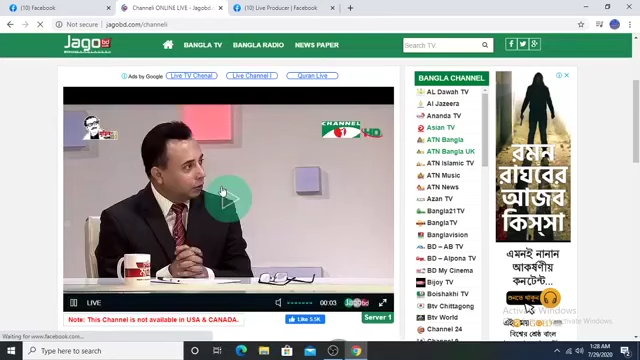 (10) Facebook
Channeli ONLINE LIVE - Jagobd.c
(10) Live Producer | Facebook
Not secure | jagobd.com/channeli
Jagobd
BANGLA TV
BANGLA RADIO
NEWS PAPER
Search TV.
Ads by Google
Live TV Chenal
Live Channel I
Quran Live
CHANNEL
HD
LIVE
00:03
Jagobd
Note: This Channel is not available in USA & CANADA.
Like 5.5K
Server 1
BANGLA CHANNEL
AL Dawah TV
Al Jazeera
Ananda TV
Asian TV
ATN Bangla
ATN Bangla UK
ATN Islamic TV
ATN Music
ATN News
Azan TV
Bangla21TV
Banglavision
BD – AB TV
BD – Alpona TV
BD My Cinema
Bijoy TV
Boishakhi TV
Btv Chittagong
BTV World
Channel 24
রমন
রাঘবের
আজব
কিসসা
এমনই নানান
আকর্ষণীয়
কনটেন্ট...
শুনতে থাকুন
Activate Windows
Waiting for www.facebook.com...
Type here to search
1:28 AM
7/29/2020